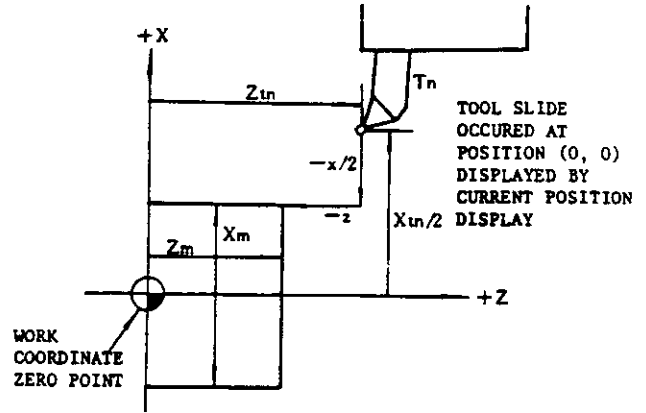 +X
Tn
Ztn
TOOL SLIDE
OCCURED AT
POSITION (0, 0)
DISPLAYED BY
CURRENT POSITION
DISPLAY
-x/2
-z
Xtn/2
Xm
Zm
+Z
WORK
COORDINATE
ZERO POINT